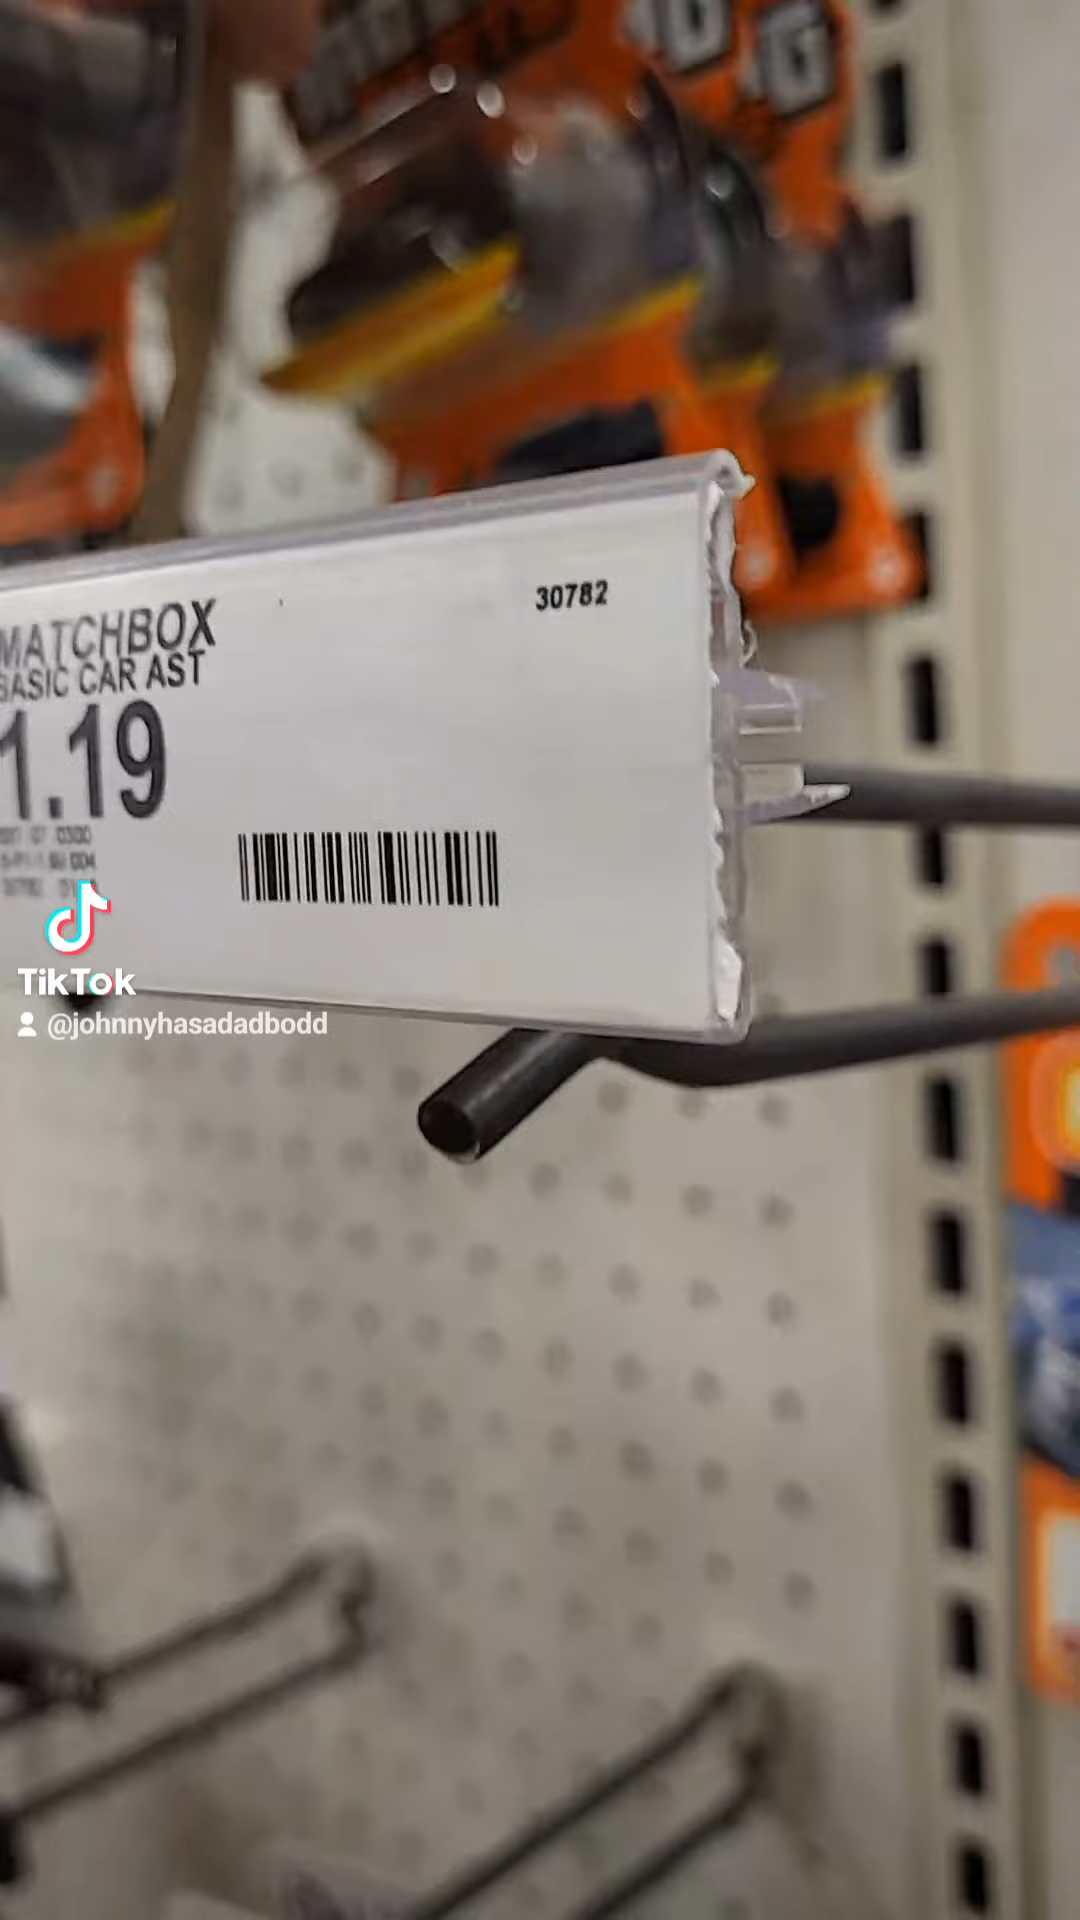 30782
MATCHBOX
BASIC CAR AST
1.19
TikTok
@johnnyhasadadbodd